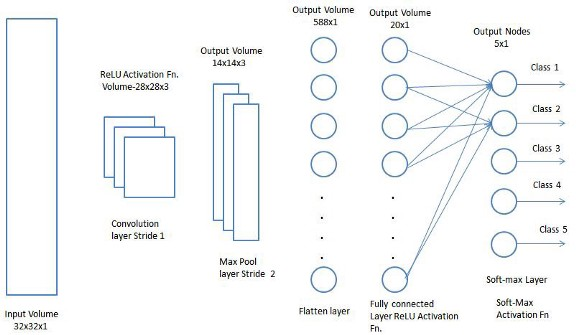 Input Volume
32x32x1
ReLU Activation Fn.
Volume-28x28x3
Convolution
layer Stride 1
Output Volume
14x14x3
Max Pool
layer Stride 2
Output Volume
588x1
Flatten layer
Output Volume
20x1
Fully connected
Layer ReLU Activation
Fn.
Output Nodes
5x1
Class 1
Class 2
Class 3
Class 4
Class 5
Soft-max Layer
Soft-Max
Activation Fn